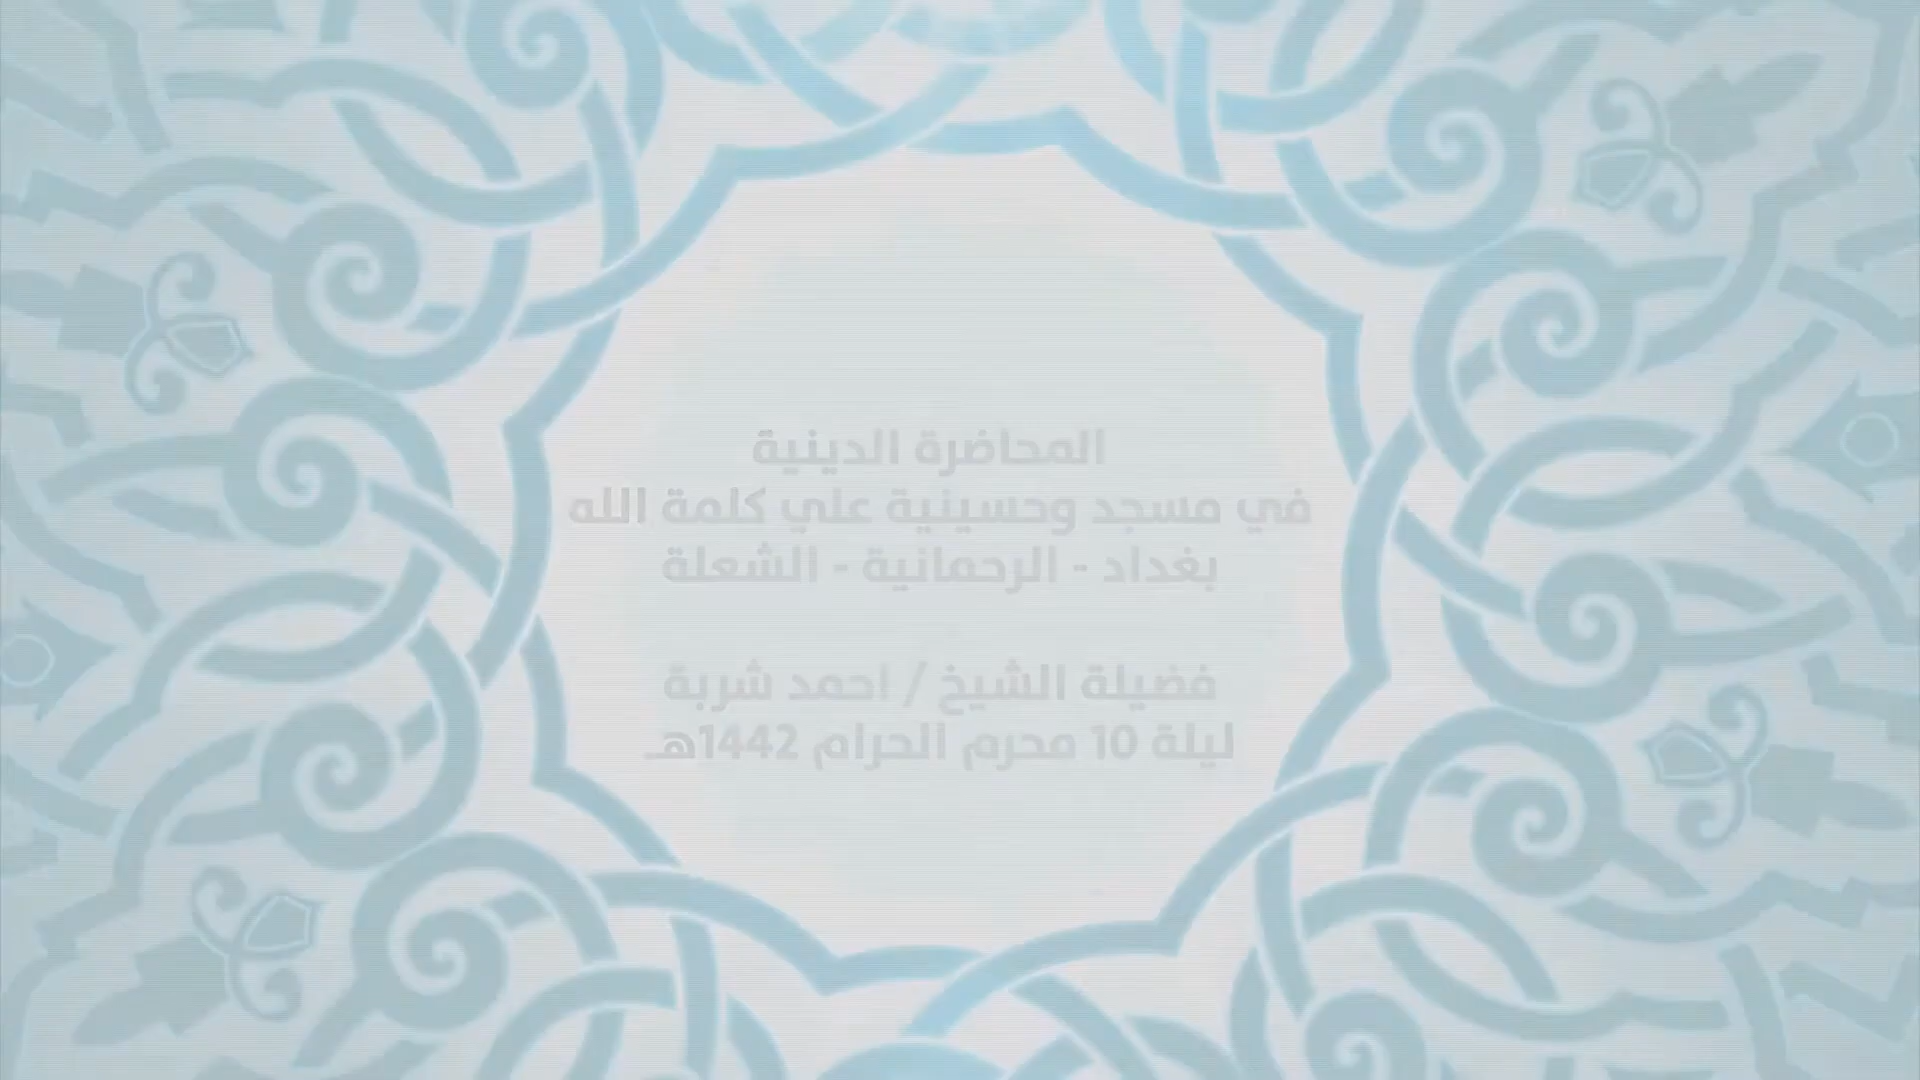 المحاضرة الدينية
في مسجد وحسينية علي كلمة الله
بغداد - الرحمانية - الشعلة
فضيلة الشيخ / احمد شربة
ليلة 10 محرم الحرام 1442هـ